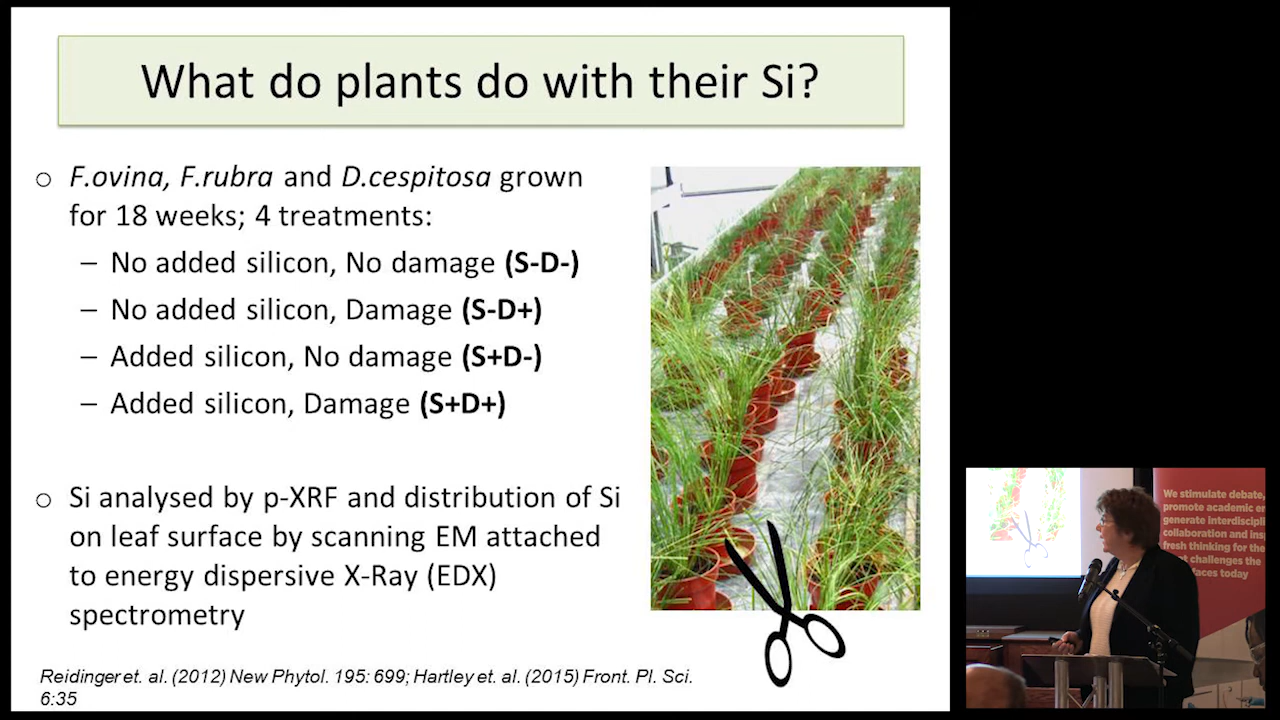 What do plants do with their Si?
o F.ovina, F.rubra and D.cespitosa grown
for 18 weeks; 4 treatments:
– No added silicon, No damage (S-D-)
– No added silicon, Damage (S-D+)
– Added silicon, No damage (S+D-)
– Added silicon, Damage (S+D+)
o Si analysed by p-XRF and distribution of Si
on leaf surface by scanning EM attached
to energy dispersive X-Ray (EDX)
spectrometry
Reidinger et. al. (2012) New Phytol. 195: 699; Hartley et. al. (2015) Front. Pl. Sci.
6:35
We stimulate debate,
promote academic
generate
collaboration and
fresh thinking for the
challenges the
faces today